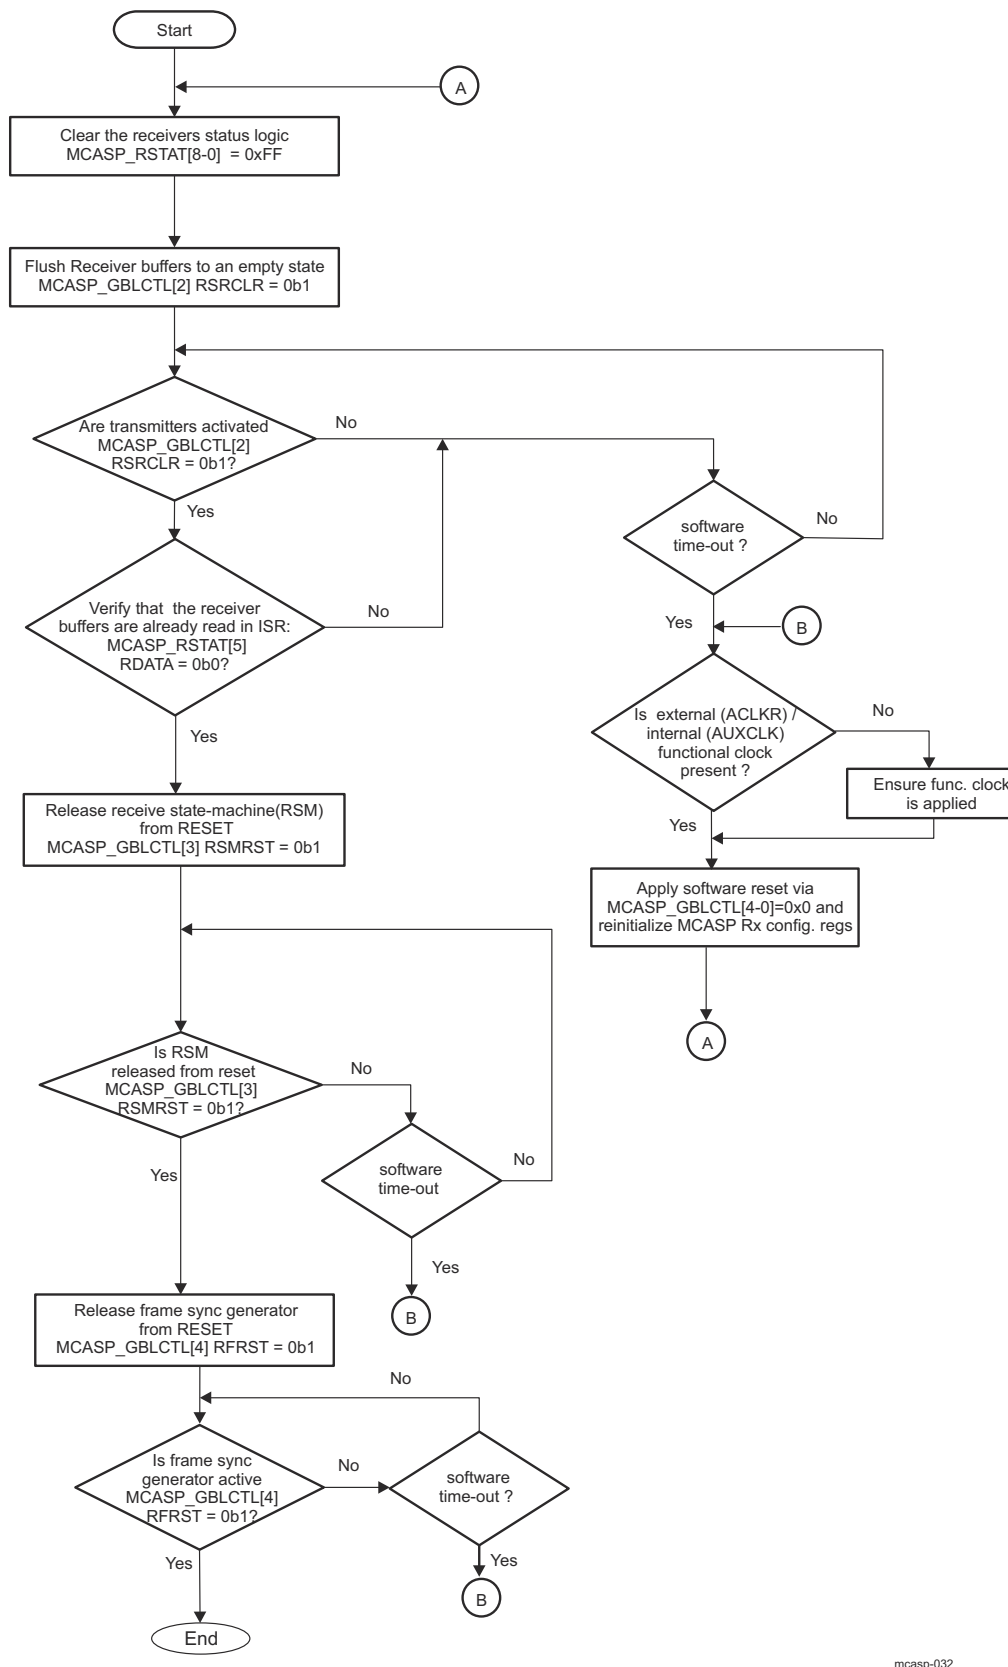 Start
A
Clear the receivers status logic
MCASP_RSTAT[8-0] = 0xFF
Flush Receiver buffers to an empty state
MCASP_GBLCTL[2] RSRCLR = 0b1
Are transmitters activated
MCASP_GBLCTL[2]
RSRCLR = 0b1?
No
Yes
software
time-out ?
No
Yes
B
Verify that the receiver
buffers are already read in ISR:
MCASP_RSTAT[5]
RDATA = 0b0?
No
Yes
Is external (ACLKR) /
internal (AUXCLK)
functional clock
present ?
No
Yes
Ensure func. clock
is applied
Release receive state-machine(RSM)
from RESET
MCASP_GBLCTL[3] RSMRST = 0b1
Apply software reset via
MCASP_GBLCTL[4-0]=0x0 and
reinitialize MCASP Rx config. regs
A
Is RSM
released from reset
MCASP_GBLCTL[3]
RSMRST = 0b1?
No
Yes
software
time-out
No
Yes
B
Release frame sync generator
from RESET
MCASP_GBLCTL[4] RFRST = 0b1
No
Is frame sync
generator active
MCASP_GBLCTL[4]
RFRST = 0b1?
No
Yes
software
time-out ?
Yes
B
End
mcasp-032